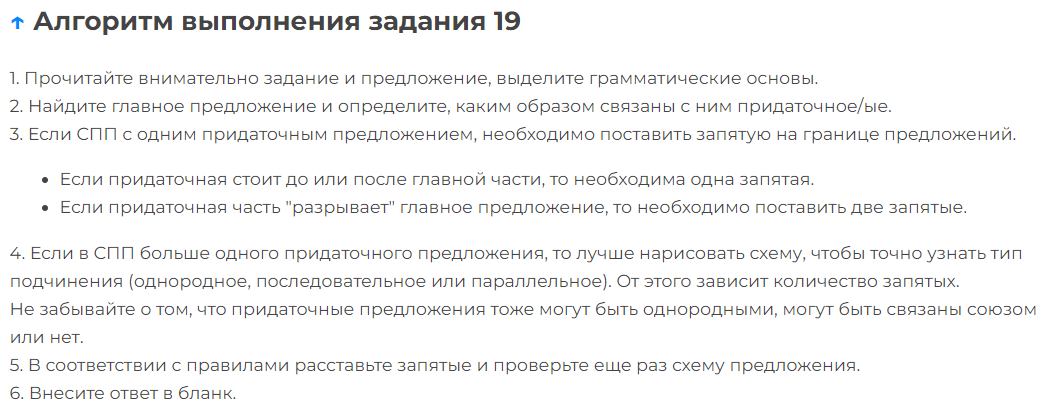 ↑ Алгоритм выполнения задания 19
1. Прочитайте внимательно задание и предложение, выделите грамматические основы.
2. Найдите главное предложение и определите, каким образом связаны с ним придаточное/ые.
3. Если СПП с одним придаточным предложением, необходимо поставить запятую на границе предложений.
• Если придаточная стоит до или после главной части, то необходима одна запятая.
• Если придаточная часть "разрывает" главное предложение, то необходимо поставить две запятые.
4. Если в СПП больше одного придаточного предложения, то лучше нарисовать схему, чтобы точно узнать тип
подчинения (однородное, последовательное или параллельное). От этого зависит количество запятых.
Не забывайте о том, что придаточные предложения тоже могут быть однородными, могут быть связаны союзом
или нет.
5. В соответствии с правилами расставьте запятые и проверьте еще раз схему предложения.
6. Внесите ответ в бланк.